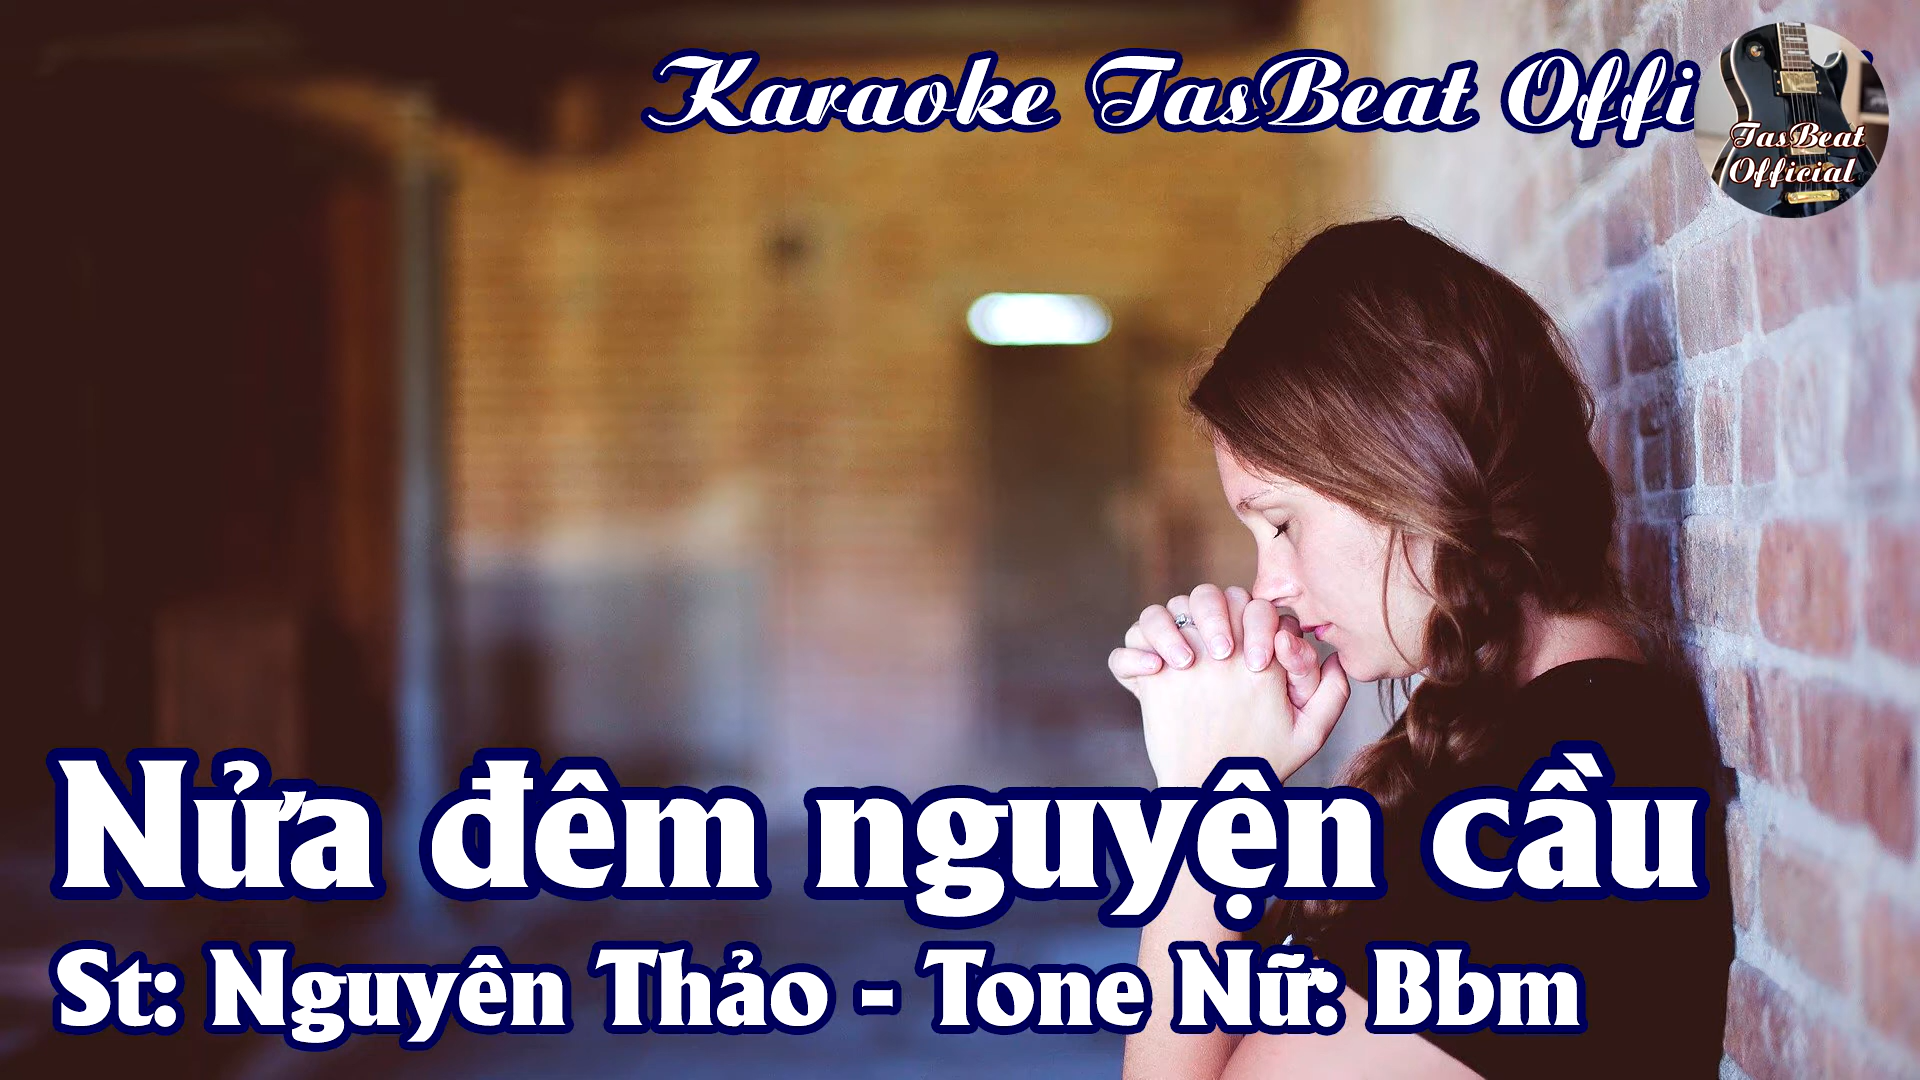 Karaoke TasBeat Offi
TasBeat
Official
Nửa đêm nguyện cầu
St: Nguyên Thảo - Tone Nữ: Bbm